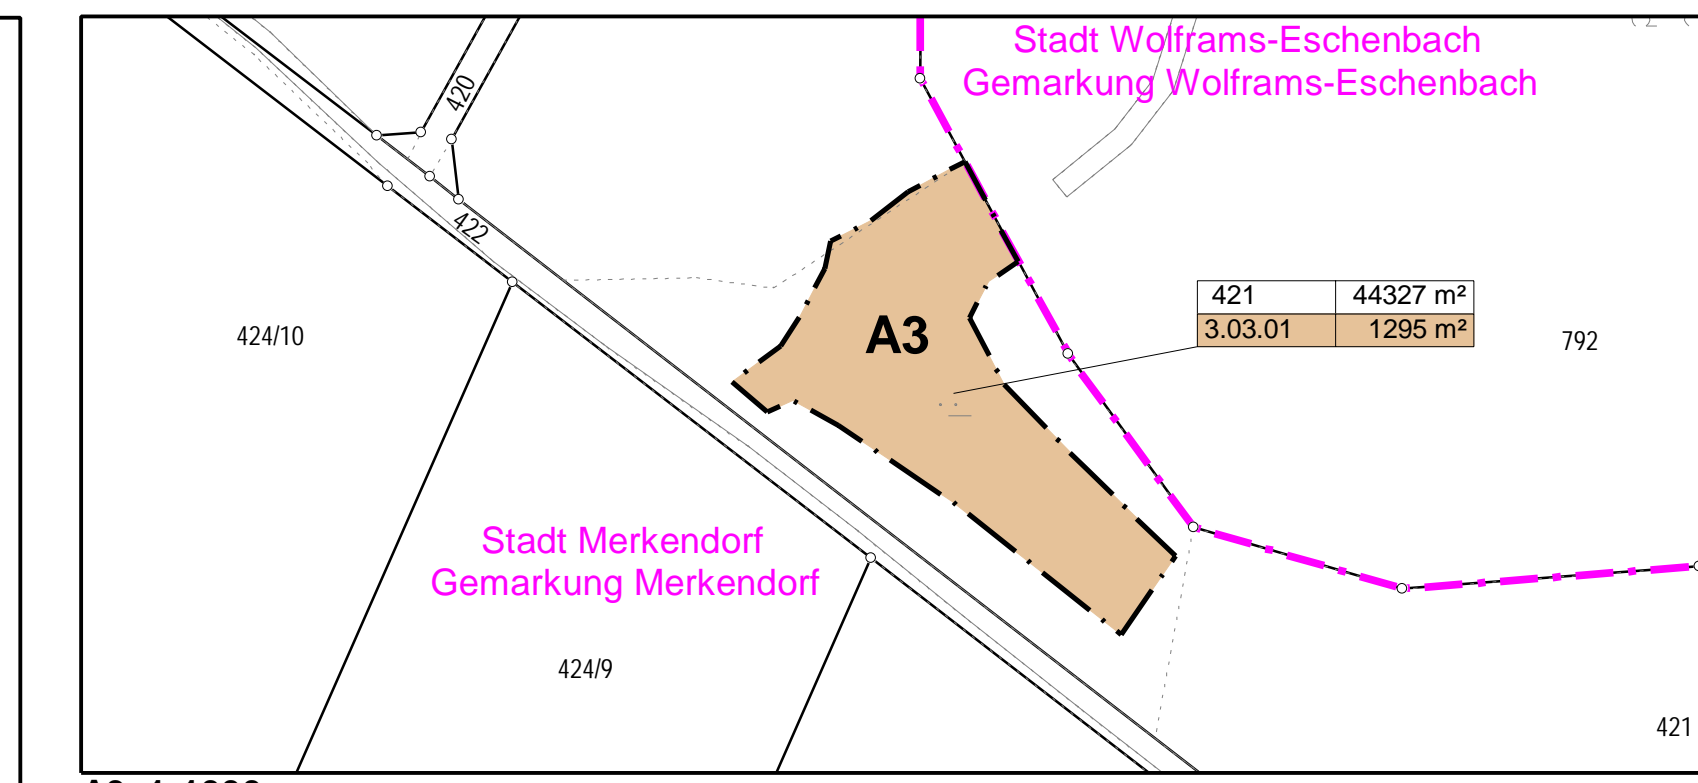 Stadt Wolframs-Eschenbach
Gemarkung Wolframs-Eschenbach
420
422
424/10
A3
421 44327 m²
3.03.01 1295 m²
792
Stadt Merkendorf
Gemarkung Merkendorf
424/9
421